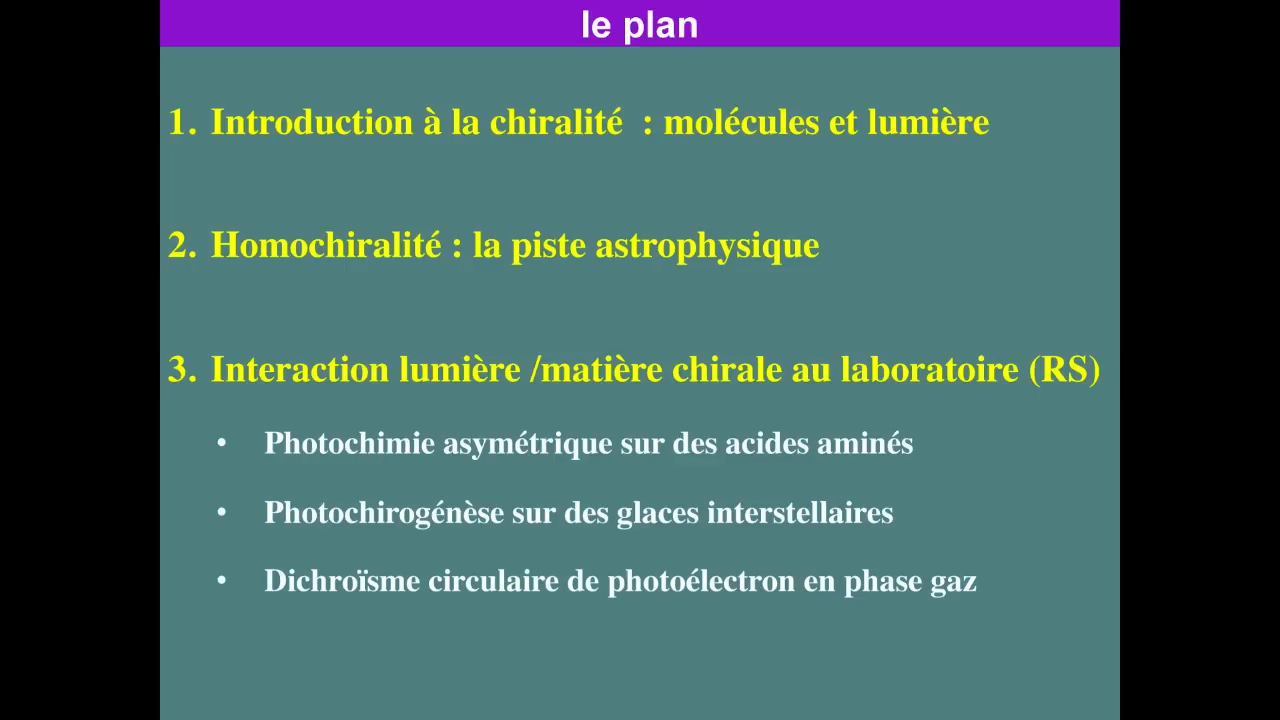 le plan
1. Introduction à la chiralité  : molécules et lumière
2. Homochiralité : la piste astrophysique
3. Interaction lumière /matière chirale au laboratoire (RS)
• Photochimie asymétrique sur des acides aminés
• Photochirogénèse sur des glaces interstellaires
• Dichroïsme circulaire de photoélectron en phase gaz